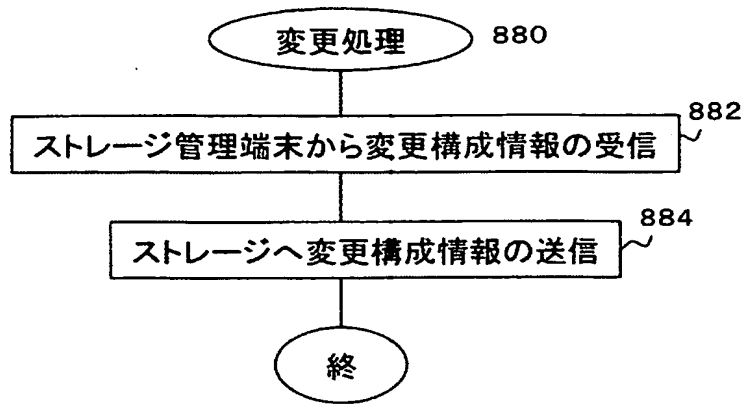 変更処理 880
882
ストレージ管理端末から変更構成情報の受信
884
ストレージへ変更構成情報の送信
終